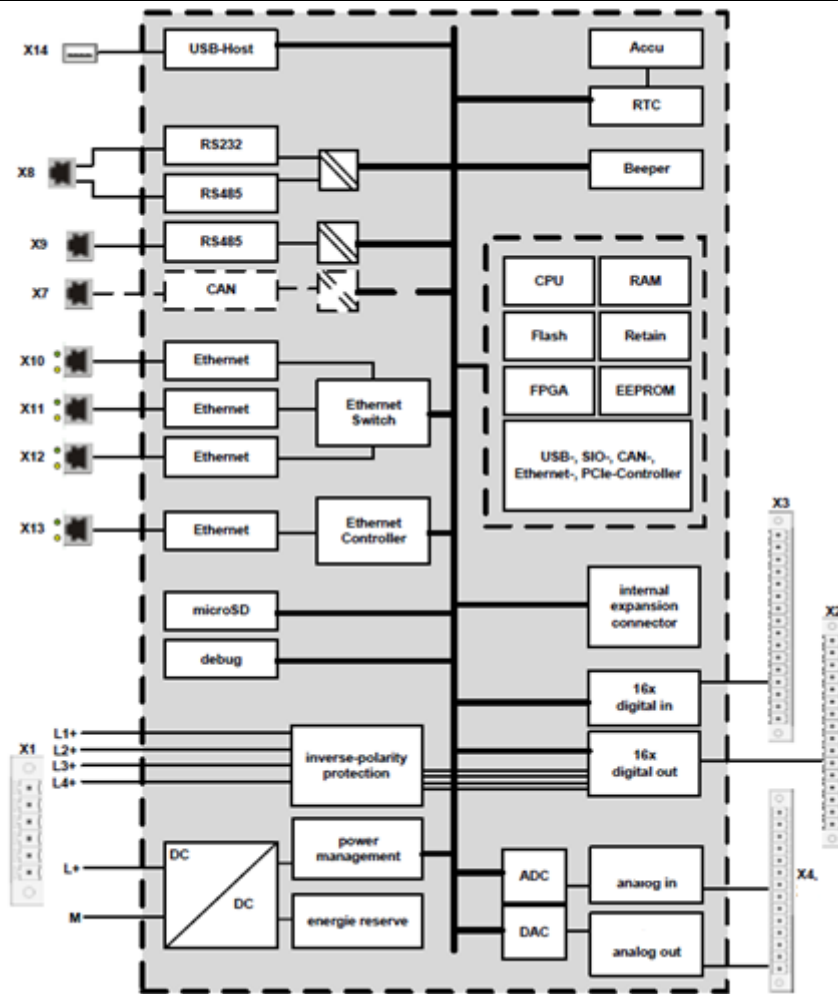 X14
USB-Host
Accu
RTC
X8
RS232
RS485
Beeper
X9
RS485
X7
CAN
CPU
RAM
Flash
Retain
FPGA
EEPROM
USB-, SIO-, CAN-,
Ethernet-, PCIe-Controller
X10
Ethernet
X11
Ethernet
Ethernet
Switch
X12
Ethernet
X13
Ethernet
Ethernet
Controller
X3
microSD
internal
expansion
connector
X2
debug
16x
digital in
X1
L1+
L2+
L3+
L4+
inverse-polarity
protection
16x
digital out
DC
DC
power
management
L+
M
energie reserve
ADC
analog in
X4,
DAC
analog out